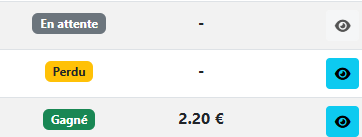 En attente -
Perdu -
Gagné 2.20 €